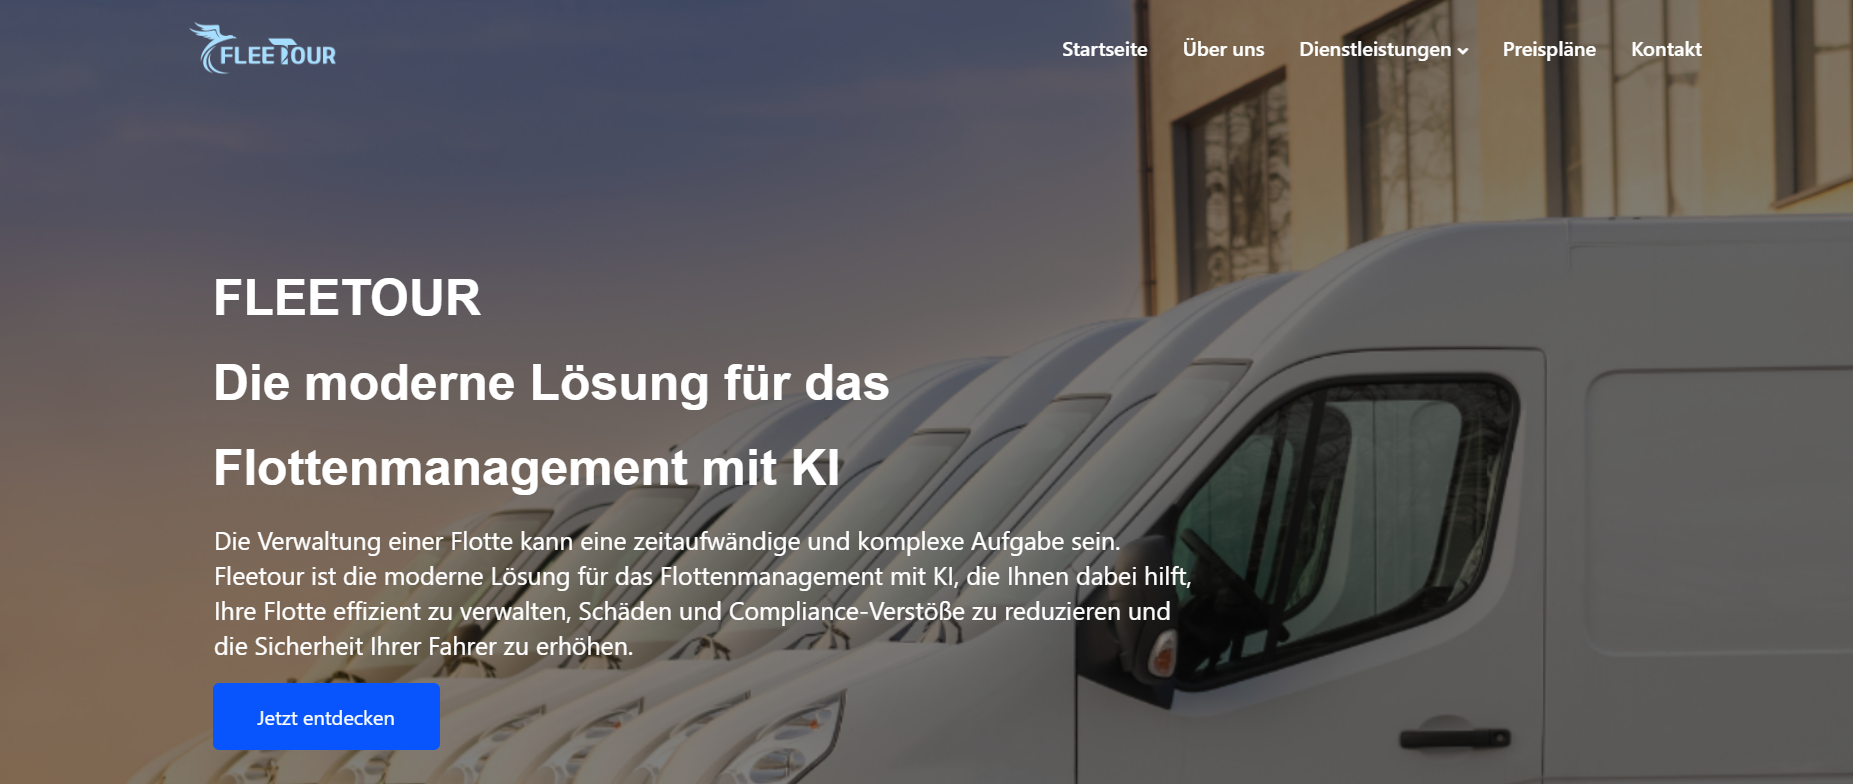 FLEETOUR
Startseite Über uns Dienstleistungen Preispläne Kontakt
FLEETOUR
Die moderne Lösung für das
Flottenmanagement mit KI
Die Verwaltung einer Flotte kann eine zeitaufwändige und komplexe Aufgabe sein.
Fleetour ist die moderne Lösung für das Flottenmanagement mit KI, die Ihnen dabei hilft,
Ihre Flotte effizient zu verwalten, Schäden und Compliance-Verstöße zu reduzieren und
die Sicherheit Ihrer Fahrer zu erhöhen.
Jetzt entdecken